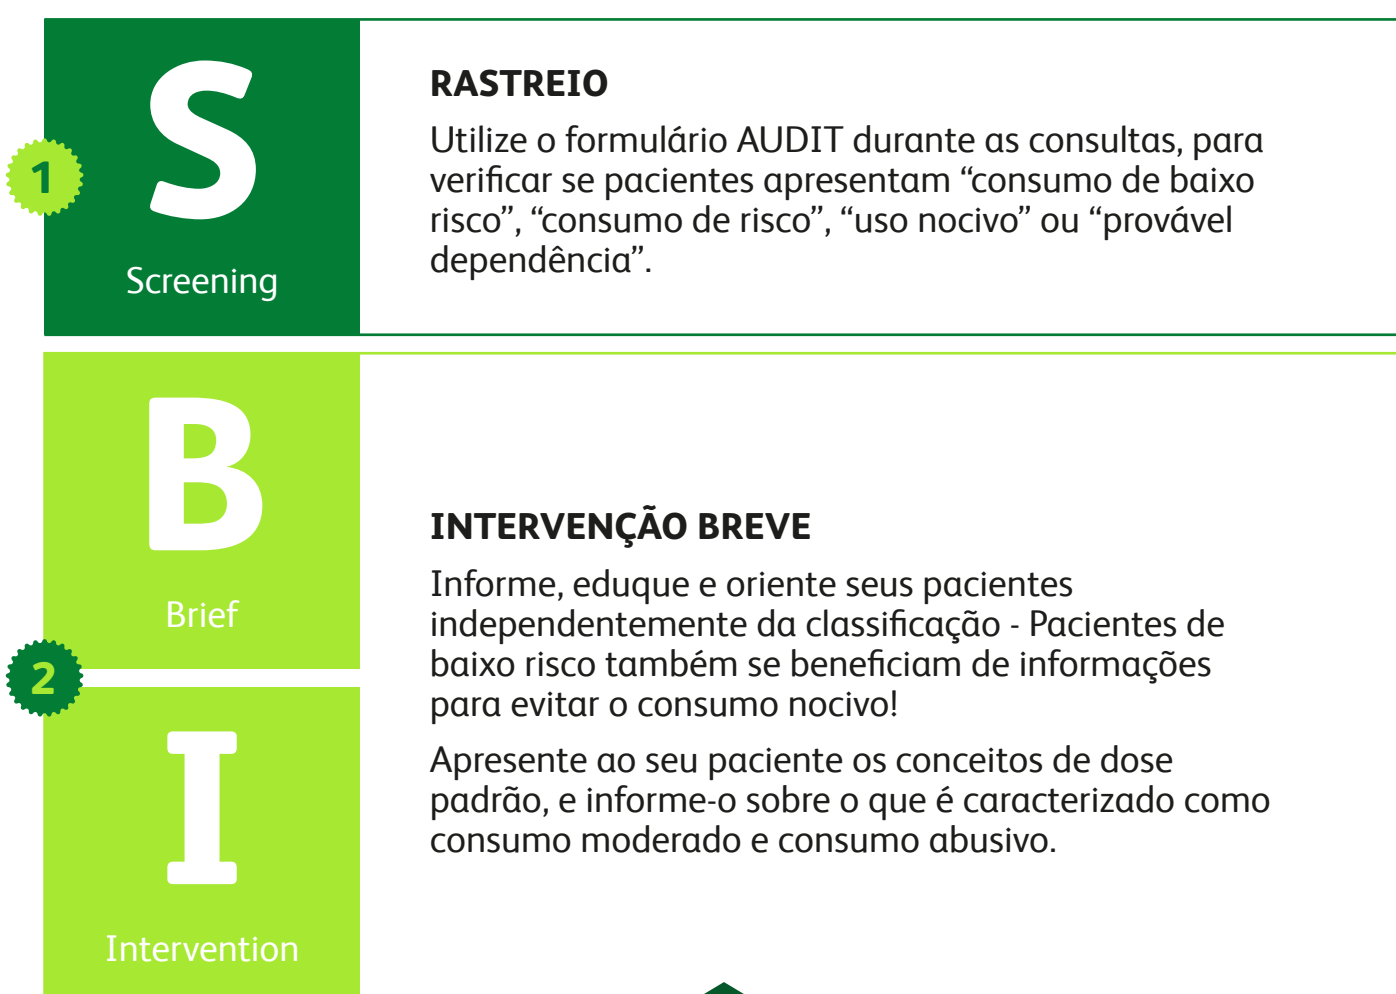 S
1
Screening
RASTREIO
Utilize o formulário AUDIT durante as consultas, para
verificar se pacientes apresentam “consumo de baixo
risco”, “consumo de risco”, “uso nocivo” ou “provável
dependência”.
B
Brief
2
I
Intervention
INTERVENÇÃO BREVE
Informe, eduque e oriente seus pacientes
independentemente da classificação - Pacientes de
baixo risco também se beneficiam de informações
para evitar o consumo nocivo!
Apresente ao seu paciente os conceitos de dose
padrão, e informe-o sobre o que é caracterizado como
consumo moderado e consumo abusivo.